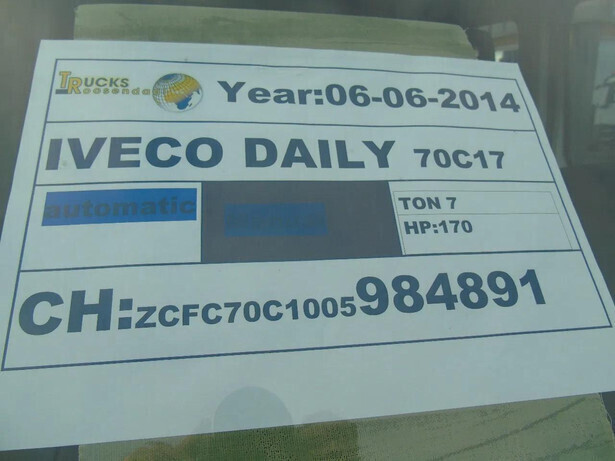 TRUCKS
Roosendaal
Year:06-06-2014
IVECO DAILY 70C17
automatic
TON 7
HP:170
CH:ZCFC70C1005984891